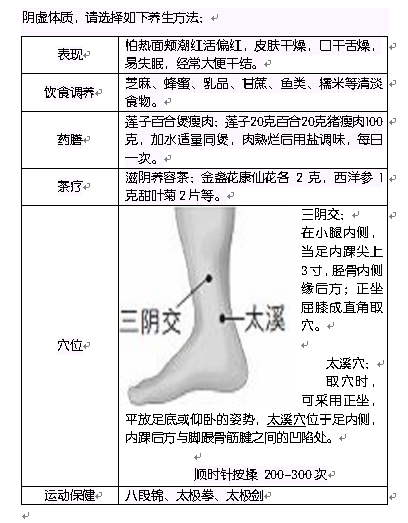 阴虚体质，请选择如下养生方法：
表现
怕热面颊潮红活偏红，皮肤干燥，口干舌燥，
易失眠，经常大便干结。
饮食调养
芝麻、蜂蜜、乳品、甘蔗、鱼类、糯米等清淡
食物。
药膳
莲子百合煲瘦肉：莲子20克百合20克猪瘦肉100
克，加水适量同煲，肉熟烂后用盐调味，每日
一次。
茶疗
滋阴养容茶：金盏花康仙花各 2 克，西洋参 1
克甜叶菊 2 片等。
穴位
三阴交
太溪
三阴交：
在小腿内侧，
当足内踝尖上
3寸，胫骨内侧
缘后方；正坐
屈膝成直角取
穴。
太溪穴：
取穴时，
可采用正坐，
平放足底或仰卧的姿势，太溪穴位于足内侧，
内踝后方与脚跟骨筋腱之间的凹陷处。
顺时针按揉 200-300 次
运动保健
八段锦、太极拳、太极剑